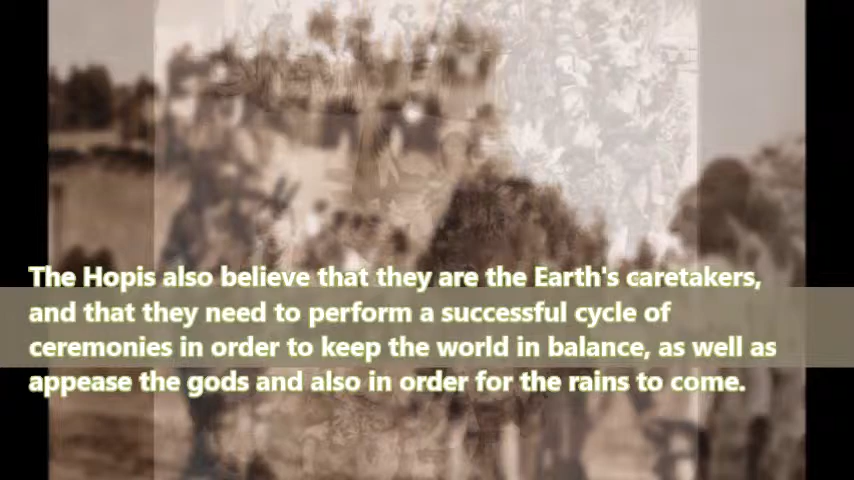 The Hopis also believe that they are the Earth's caretakers,
and that they need to perform a successful cycle of
ceremonies in order to keep the world in balance, as well as
appease the gods and also in order for the rains to come.